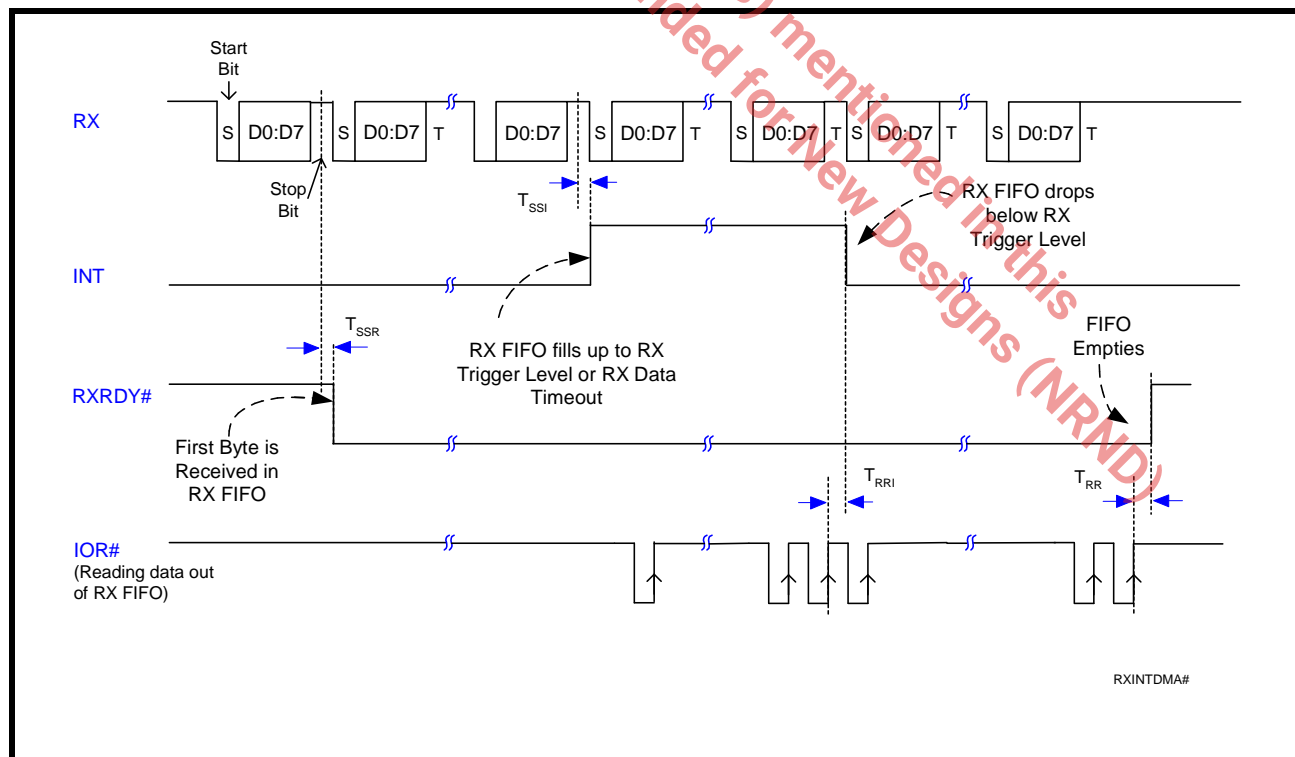 ) mentioned in this
nded for New Designs (NRND)
Start
Bit
RX
S D0:D7 S D0:D7 T D0:D7 S D0:D7 T S D0:D7 T S D0:D7 T S D0:D7 T
Stop
Bit
TSSI
RX FIFO drops
below RX
Trigger Level
INT
TSSR
RX FIFO fills up to RX
Trigger Level or RX Data
Timeout
FIFO
Empties
RXRDY#
First Byte is
Received in
RX FIFO
TRRI
TRR
IOR#
(Reading data out
of RX FIFO)
RXINTDMA#